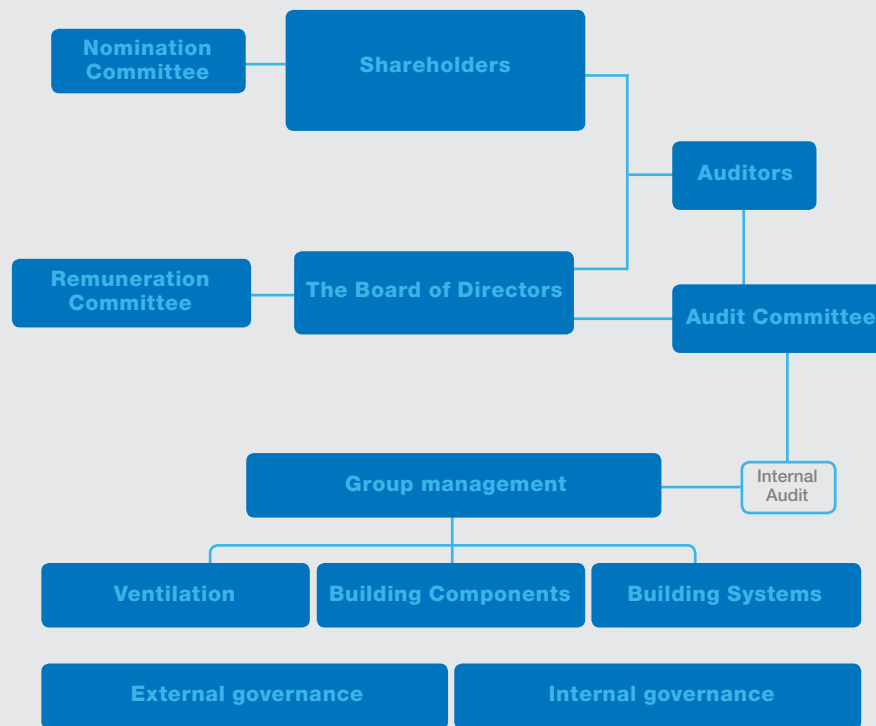 Nomination
Committee
Shareholders
Auditors
Remuneration
Committee
The Board of Directors
Audit Committee
Group management
Internal
Audit
Ventilation
Building Components
Building Systems
External governance
Internal governance